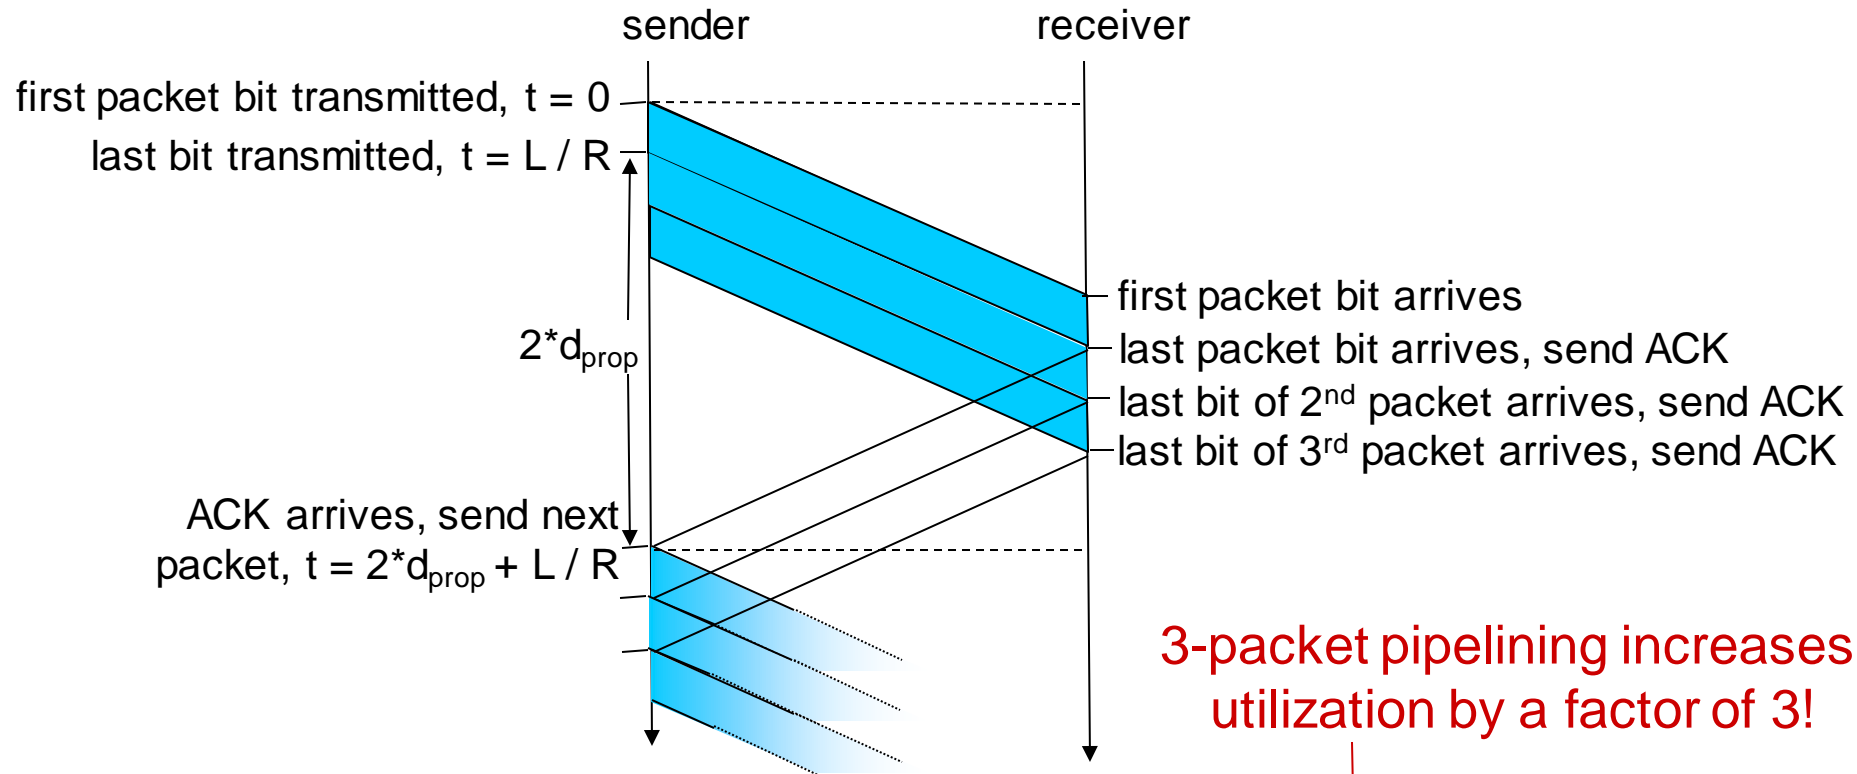 sender
receiver
first packet bit transmitted, t = 0
last bit transmitted, t = L / R
first packet bit arrives
2*dprop
last packet bit arrives, send ACK
last bit of 2nd packet arrives, send ACK
last bit of 3rd packet arrives, send ACK
ACK arrives, send next
packet, t = 2*dprop + L / R
3-packet pipelining increases
utilization by a factor of 3!